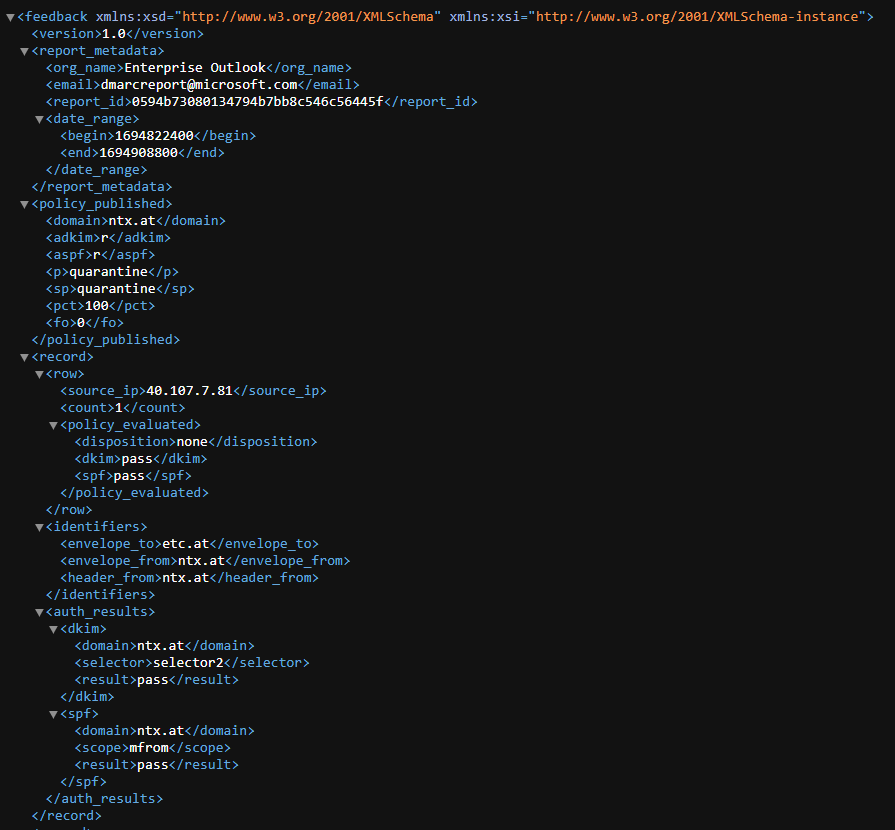 ▼<feedback xmlns:xsd="http://www.w3.org/2001/XMLSchema" xmlns:xsi="http://www.w3.org/2001/XMLSchema-instance">
<version>1.0</version>
▼<report_metadata>
<org_name>Enterprise Outlook</org_name>
<email>dmarcreport@microsoft.com</email>
<report_id>0594b73080134794b7bb8c546c56445f</report_id>
▼<date_range>
<begin>1694822400</begin>
<end>1694908800</end>
</date_range>
</report_metadata>
▼<policy_published>
<domain>ntx.at</domain>
<adkim>r</adkim>
<aspf>r</aspf>
<p>quarantine</p>
<sp>quarantine</sp>
<pct>100</pct>
<fo>0</fo>
</policy_published>
▼<record>
▼<row>
<source_ip>40.107.7.81</source_ip>
<count>1</count>
▼<policy_evaluated>
<disposition>none</disposition>
<dkim>pass</dkim>
<spf>pass</spf>
</policy_evaluated>
</row>
▼<identifiers>
<envelope_to>etc.at</envelope_to>
<envelope_from>ntx.at</envelope_from>
<header_from>ntx.at</header_from>
</identifiers>
▼<auth_results>
▼<dkim>
<domain>ntx.at</domain>
<selector>selector2</selector>
<result>pass</result>
</dkim>
▼<spf>
<domain>ntx.at</domain>
<scope>mfrom</scope>
<result>pass</result>
</spf>
</auth_results>
</record>